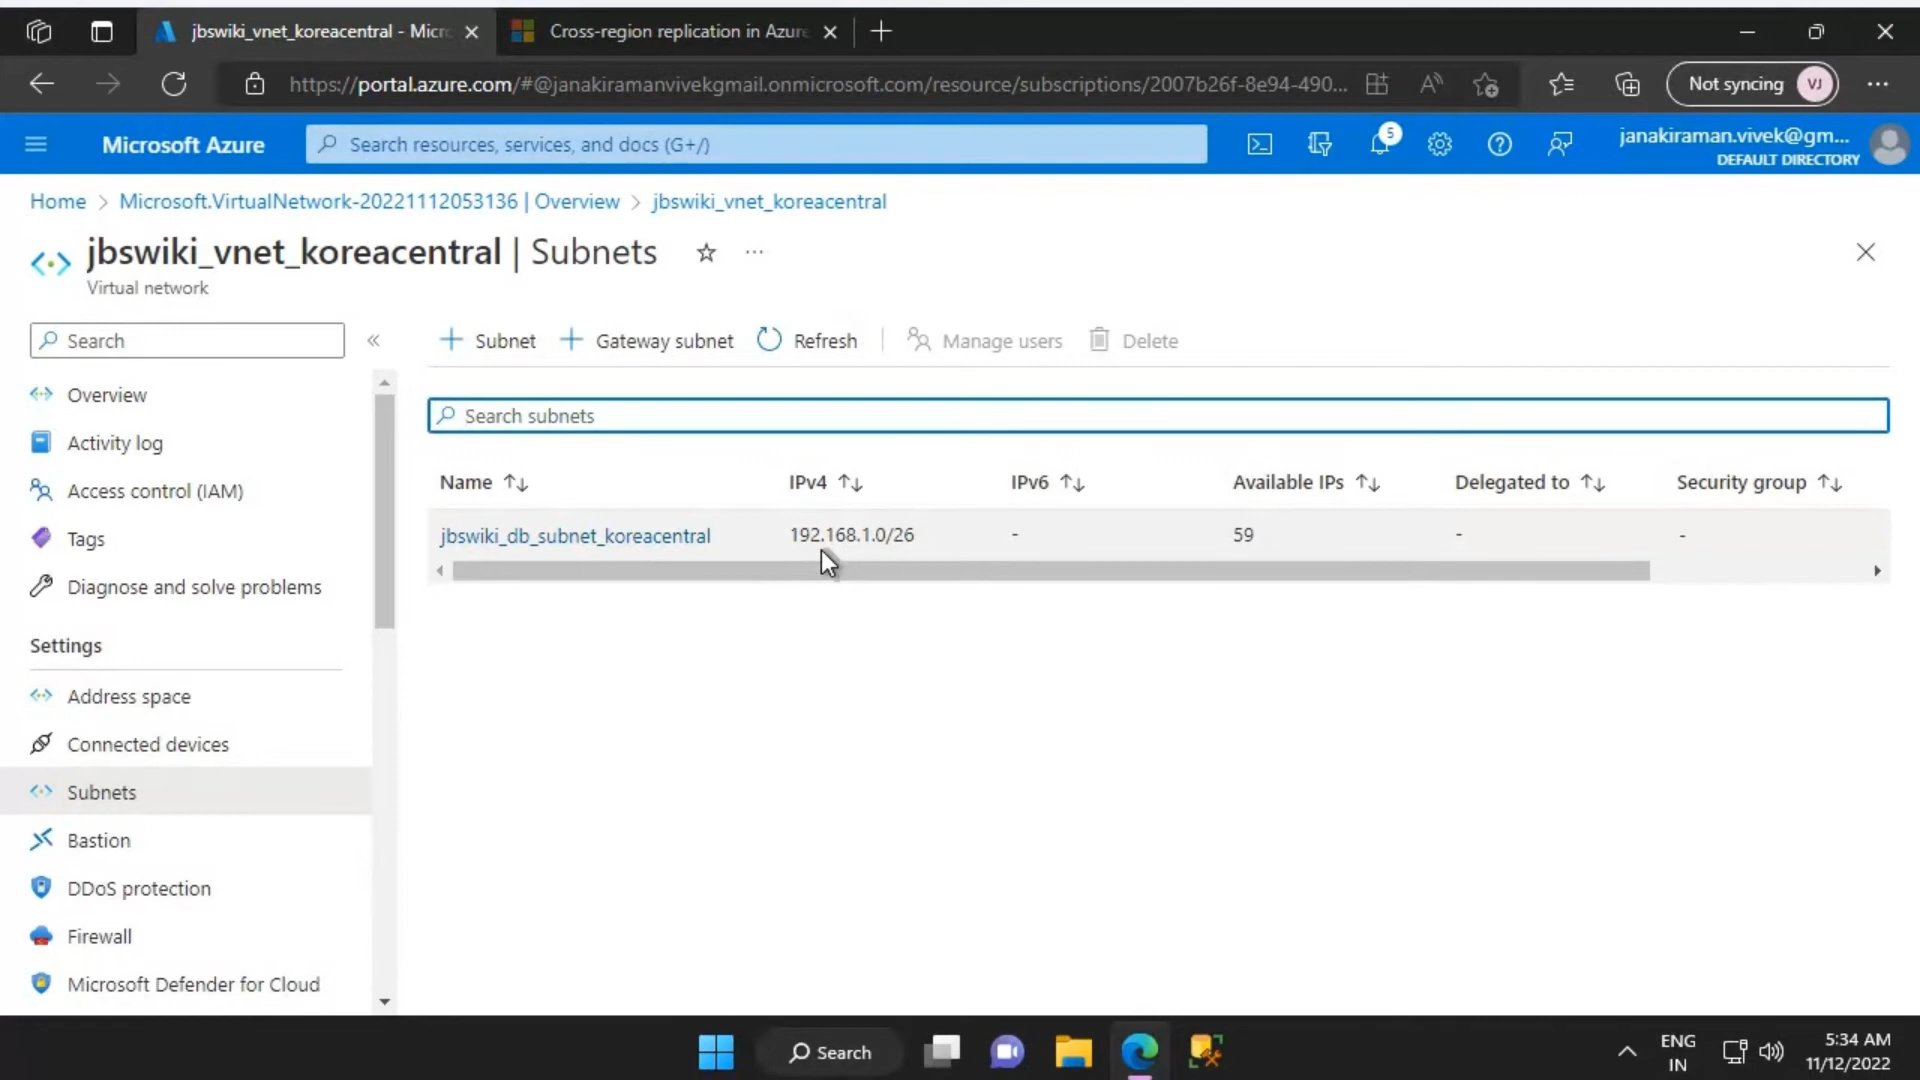 jbswiki_vnet_koreacentral - Micr
Cross-region replication in Azure
https://portal.azure.com/#@janakiramanvivekgmail.onmicrosoft.com/resource/subscriptions/2007b26f-8e94-490...
Not syncing VJ
Microsoft Azure
Search resources, services, and docs (G+/)
5
janakiraman.vivek@gm...
DEFAULT DIRECTORY
Home > Microsoft.VirtualNetwork-20221112053136 | Overview > jbswiki_vnet_koreacentral
jbswiki_vnet_koreacentral | Subnets
Virtual network
Search
Subnet Gateway subnet Refresh Manage users Delete
Overview
Activity log
Access control (IAM)
Tags
Diagnose and solve problems
Settings
Address space
Connected devices
Subnets
Bastion
DDoS protection
Firewall
Microsoft Defender for Cloud
Search subnets
Name IPv4 IPv6 Available IPs Delegated to Security group
jbswiki_db_subnet_koreacentral 192.168.1.0/26 - 59 - -
Search
ENG
IN
5:34 AM
11/12/2022